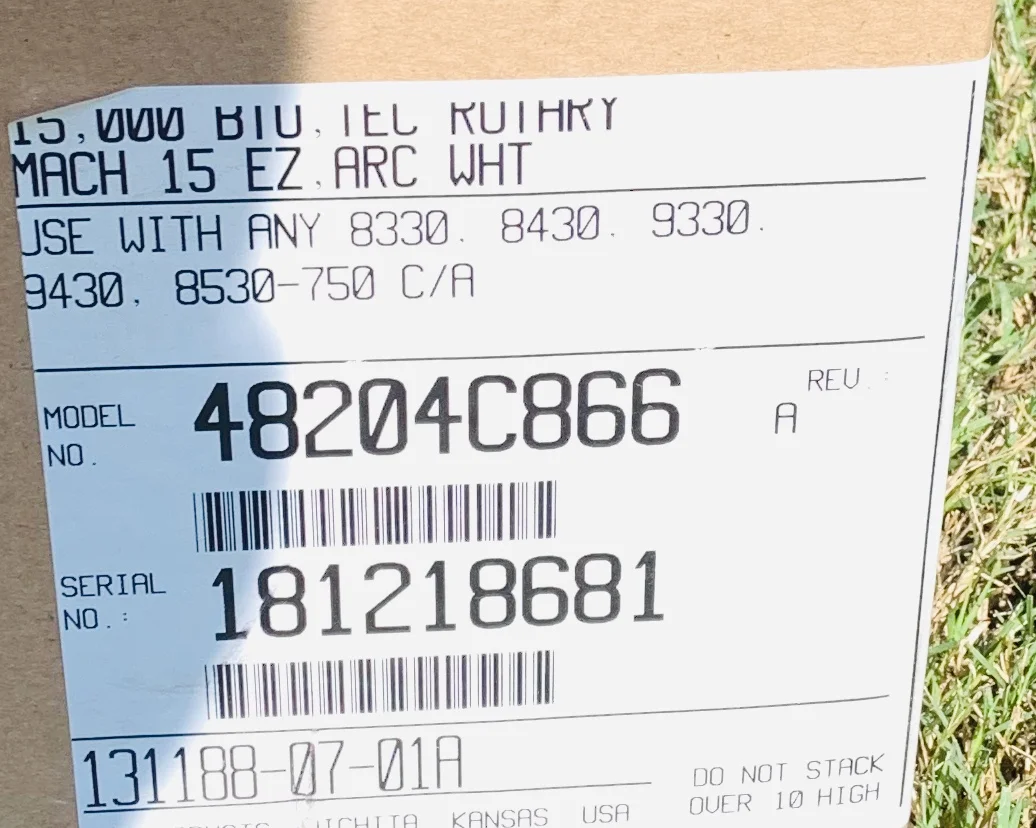 15,000 BTU, TEC ROTARY
MACH 15 EZ, ARC WHT
USE WITH ANY 8330, 8430, 9330,
9430, 8530-750 C/A
MODEL NO. 48204C866 REV.: A
SERIAL NO.: 181218681
131188-07-01A
DO NOT STACK
OVER 10 HIGH
WICHITA KANSAS USA